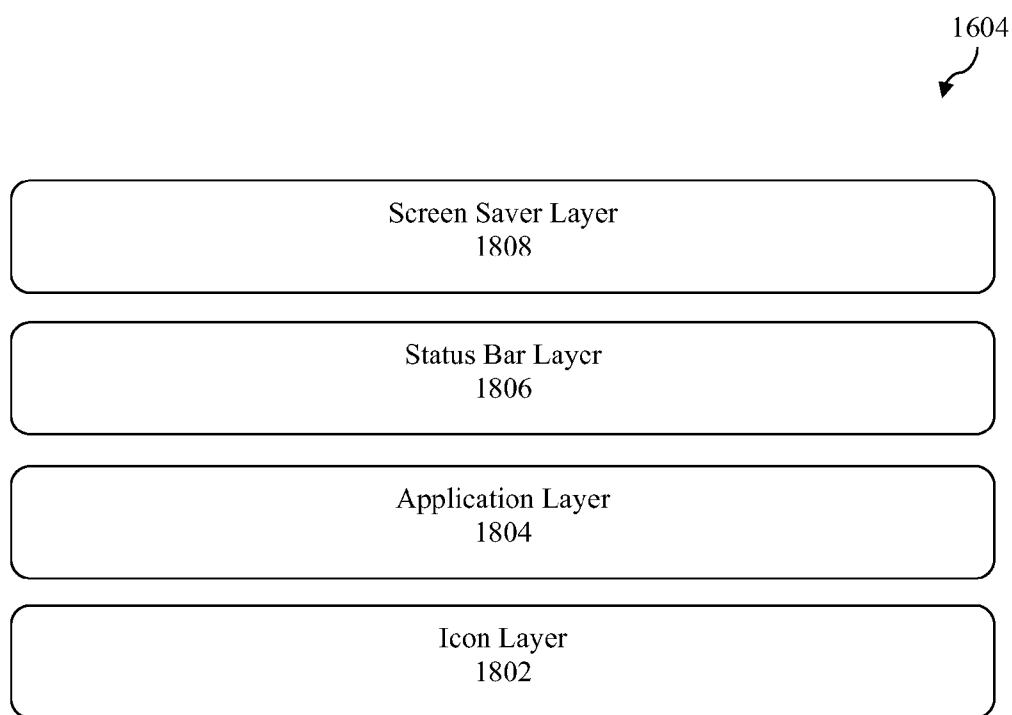 1604
Screen Saver Layer
1808
Status Bar Layer
1806
Application Layer
1804
Icon Layer
1802